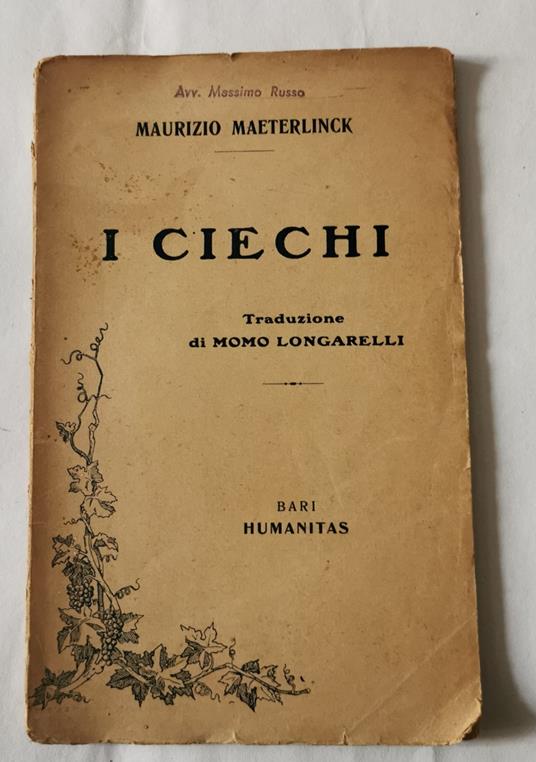 Avv. Massimo Russo
MAURIZIO MAETERLINCK
I CIECHI
Traduzione
di MOMO LONGARELLI
BARI
HUMANITAS